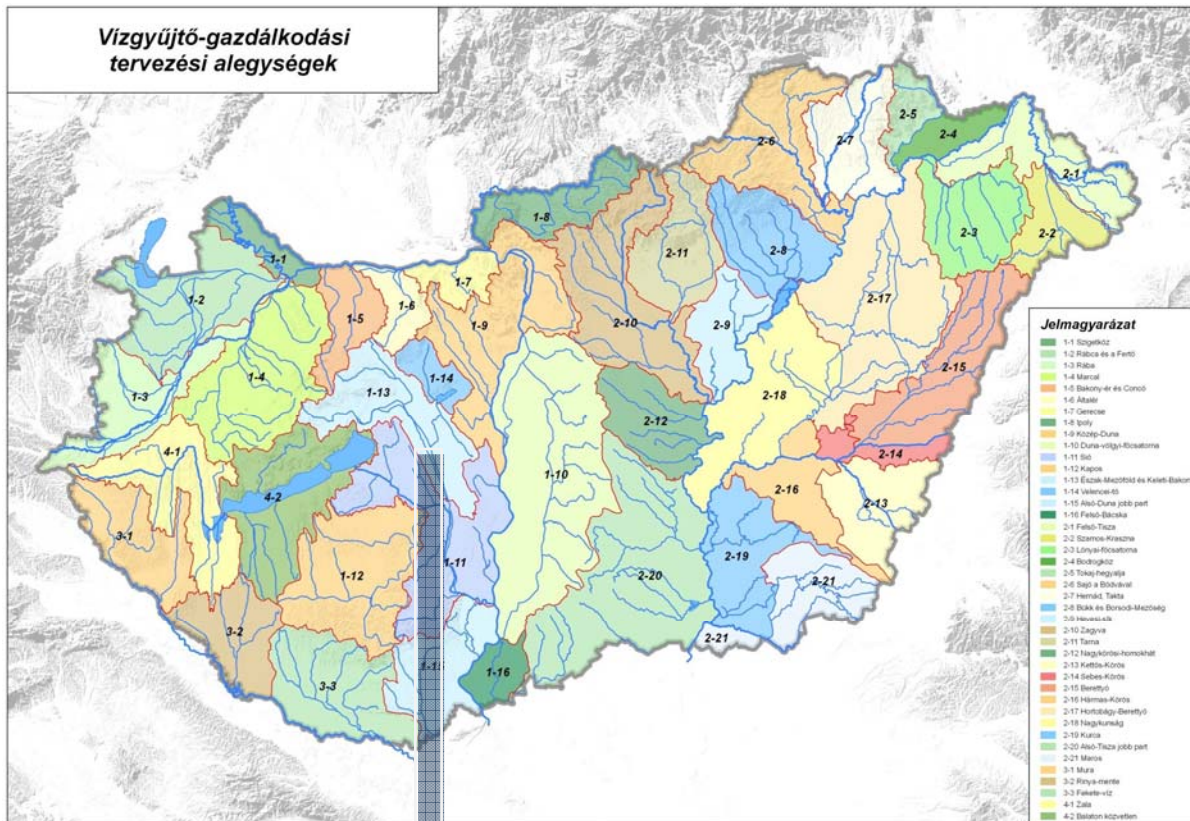 Vízgyűjtő-gazdálkodási
tervezési alegységek
2-6
2-7
2-5
2-4
2-1
1-8
2-3
2-2
1-1
2-11
2-8
1-2
1-7
1-6
2-17
1-5
1-9
2-10
2-9
1-4
1-14
1-3
1-13
2-15
2-18
2-12
4-1
2-14
1-10
4-2
2-16
2-13
3-1
2-19
1-11
1-12
2-20
2-21
3-2
2-21
1-15
1-16
3-3
Jelmagyarázat
1-1 Szigetköz
1-2 Rábca és a Fertő
1-3 Rába
1-4 Marcal
1-5 Bakony-ér és Concó
1-6 Általér
1-7 Gerecse
1-8 Ipoly
1-9 Közép-Duna
1-10 Duna-völgyi-főcsatorna
1-11 Sió
1-12 Kapos
1-13 Észak-Mezőföld és Keleti-Bakony
1-14 Velencei-tó
1-15 Alsó-Duna jobb part
1-16 Felső-Bácska
2-1 Felső-Tisza
2-2 Szamos-Kraszna
2-3 Lónyai-főcsatorna
2-4 Bodrogköz
2-5 Tokaj-hegyalja
2-6 Sajó a Bódvával
2-7 Hernád, Takta
2-8 Bükk és Borsodi-Mezőség
2-9 Hevesi-sík
2-10 Zagyva
2-11 Tarna
2-12 Nagykőrösi-homokhát
2-13 Kettős-Körös
2-14 Sebes-Körös
2-15 Berettyó
2-16 Hármas-Körös
2-17 Hortobágy-Berettyó
2-18 Nagykunság
2-19 Kurca
2-20 Alsó-Tisza jobb part
2-21 Maros
3-1 Mura
3-2 Rinya-mente
3-3 Fekete-víz
4-1 Zala
4-2 Balaton közvetlen